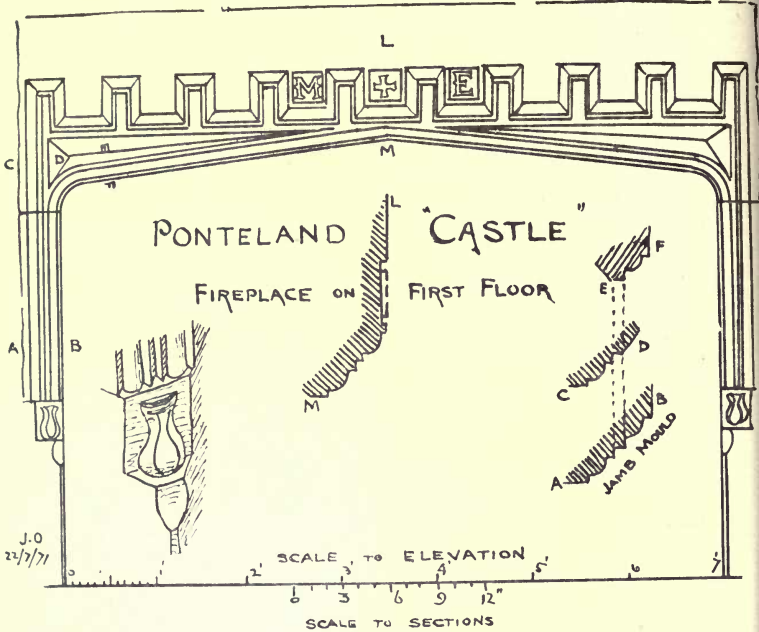 L
M + E
C
D
E
F
M
L
PONTELAND "CASTLE"
F
E
FIREPLACE ON FIRST FLOOR
A
B
D
C
M
B
A
JAMB MOULD
J.O
22/7/71
SCALE TO ELEVATION
0 1' 2' 3' 4' 5' 6 7'
0 3 6 9 12"
SCALE TO SECTIONS